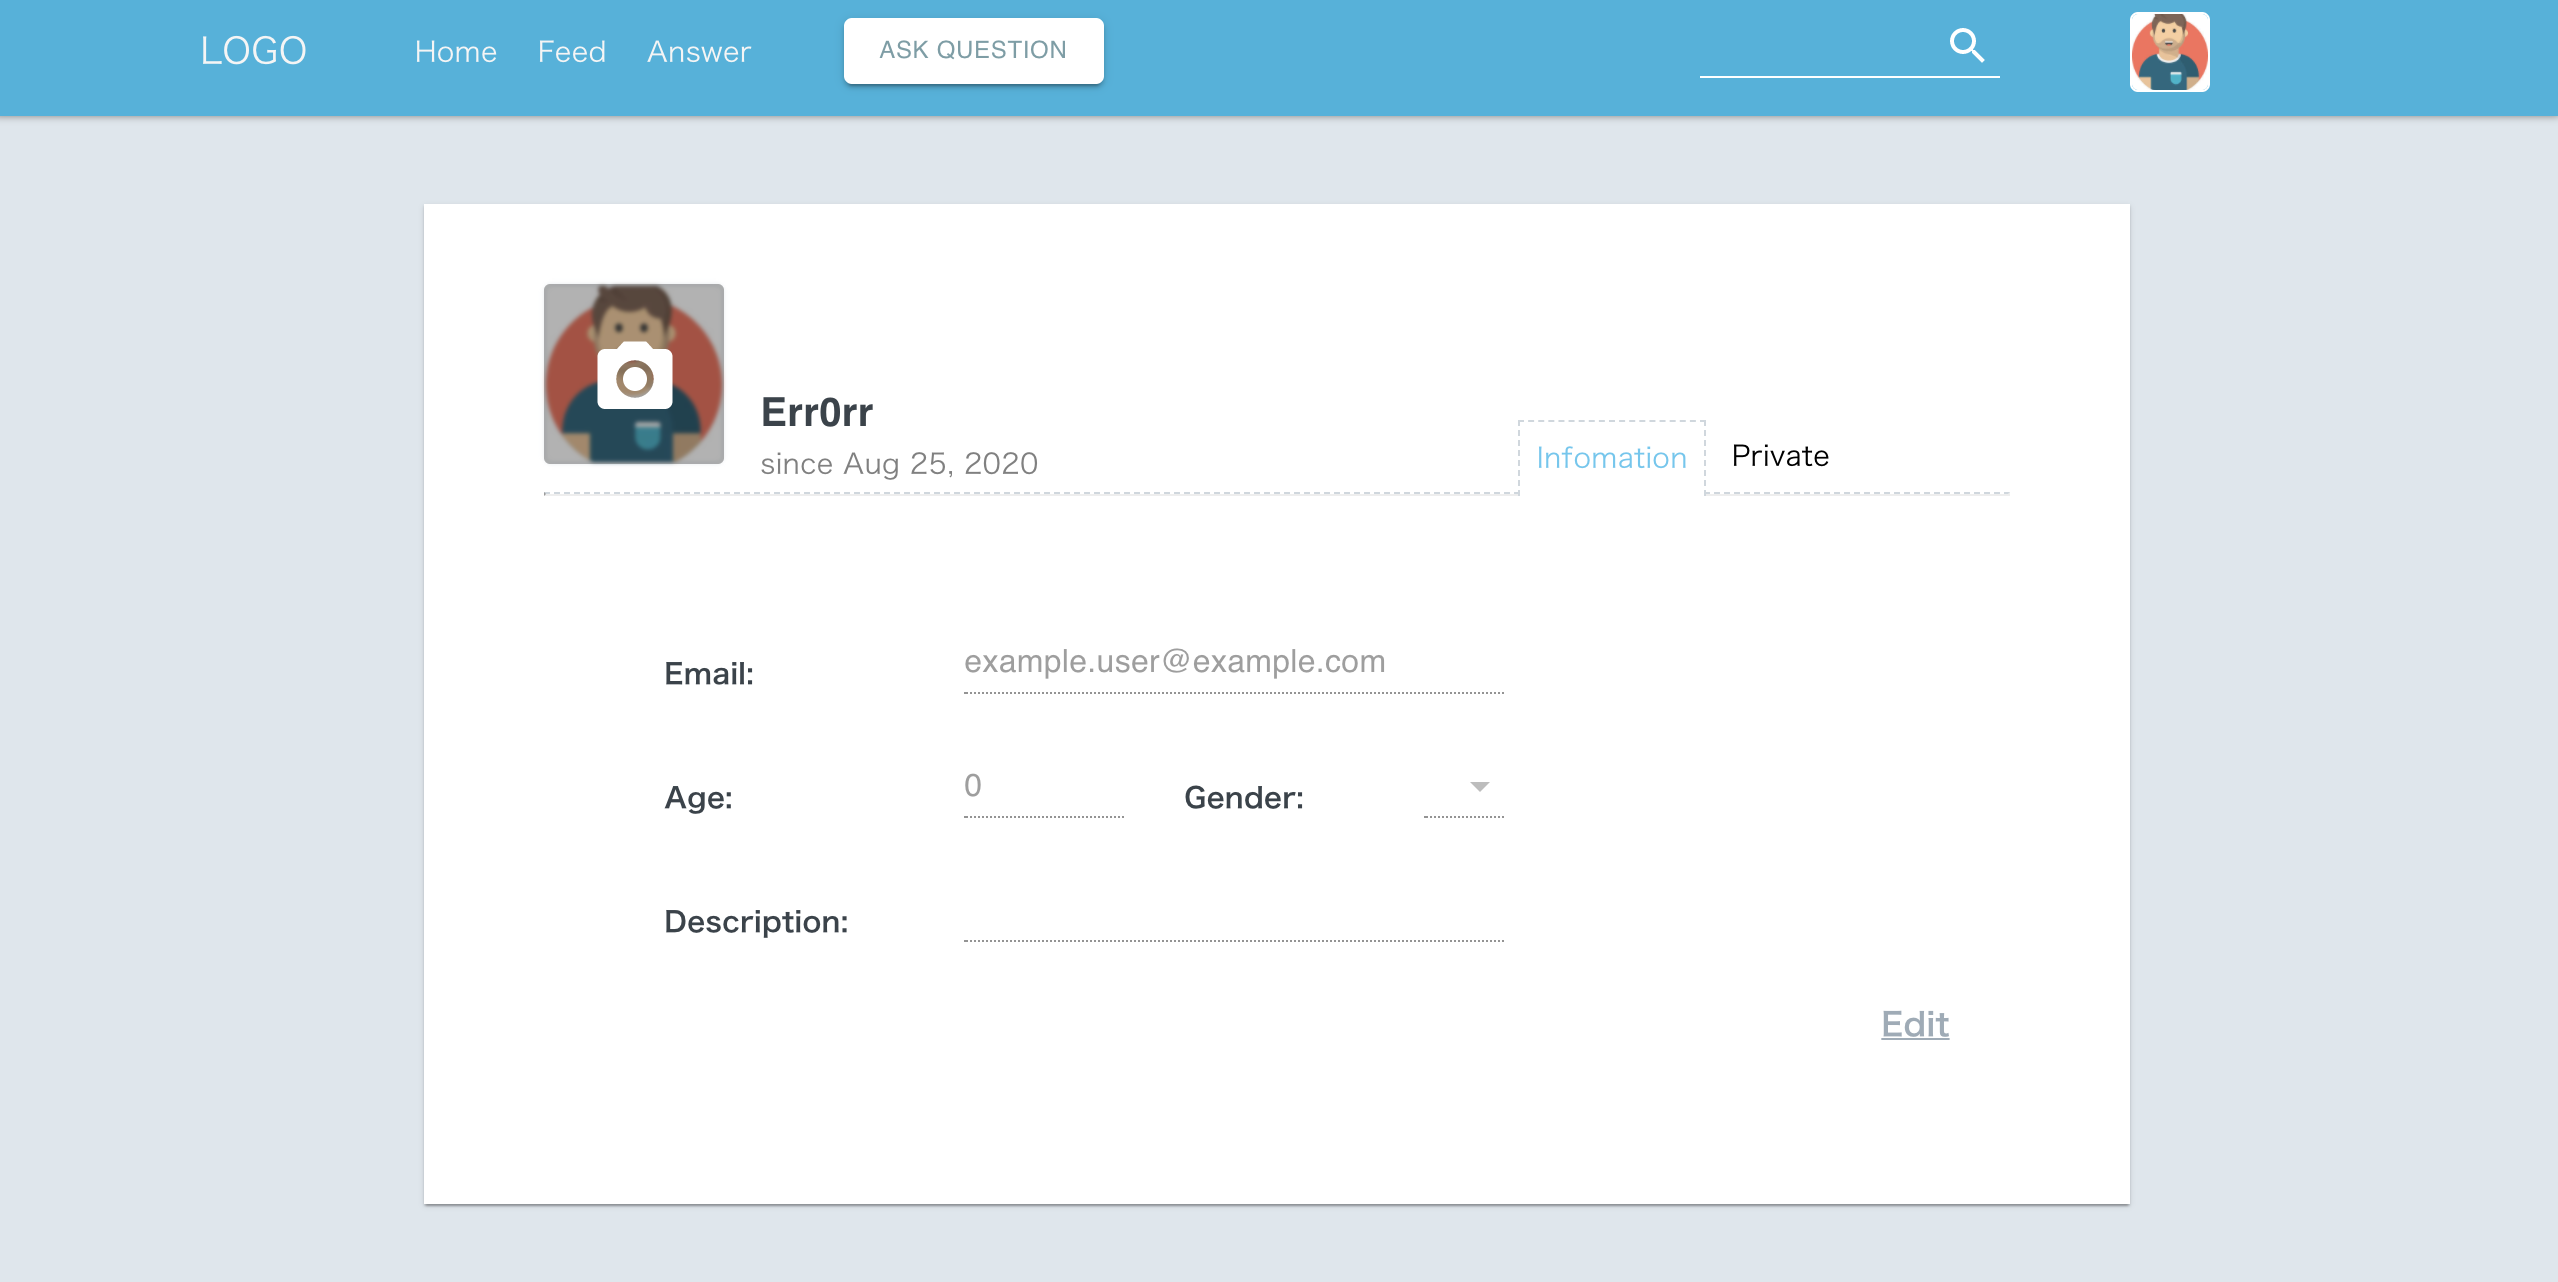 LOGO Home Feed Answer ASK QUESTION
Err0rr
since Aug 25, 2020
Infomation Private
Email: example.user@example.com
Age: 0 Gender:
Description:
Edit